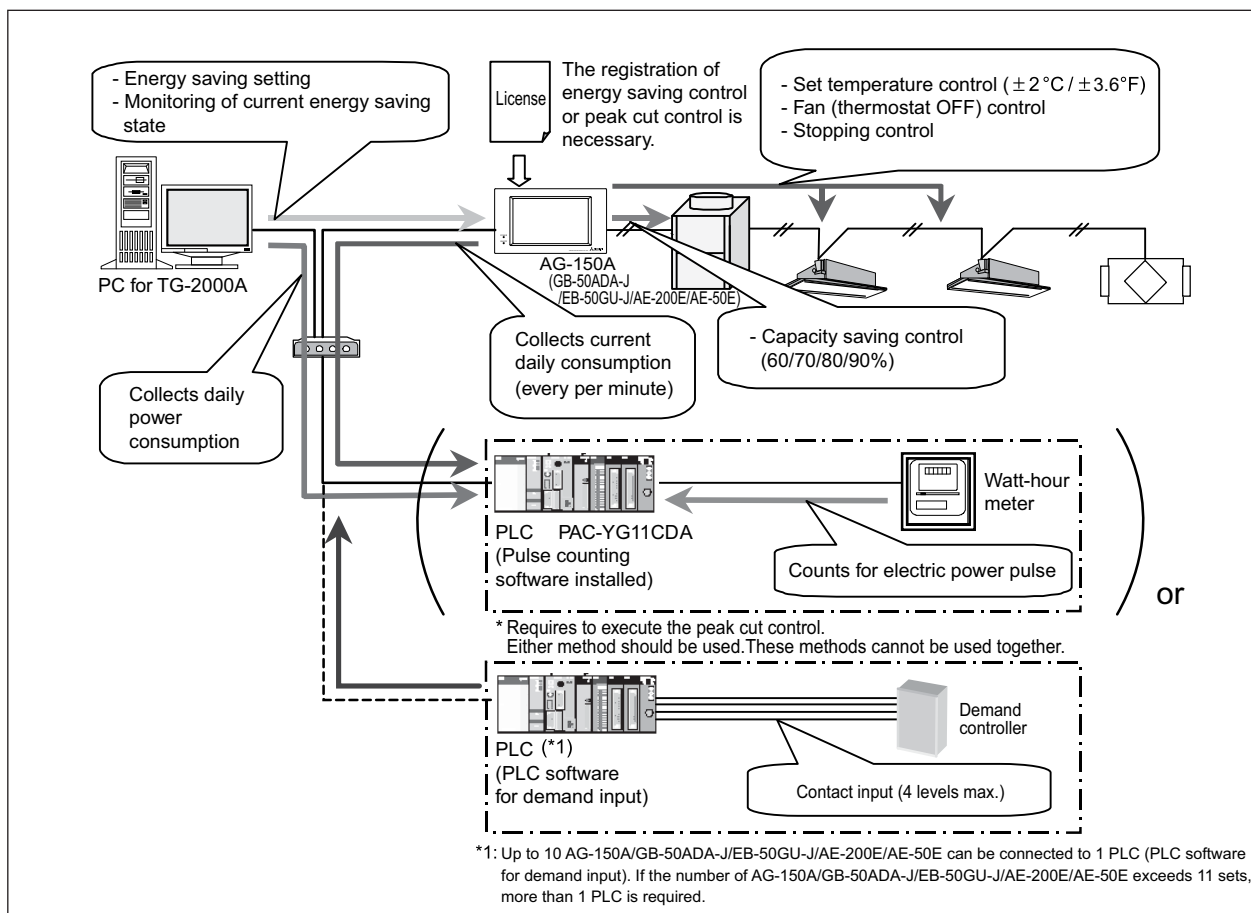 - Energy saving setting
- Monitoring of current energy saving
state
License
The registration of
energy saving control
or peak cut control is
necessary.
- Set temperature control (±2°C / ±3.6°F)
- Fan (thermostat OFF) control
- Stopping control
PC for TG-2000A
AG-150A
(GB-50ADA-J
/EB-50GU-J/AE-200E/AE-50E)
Collects daily
power
consumption
Collects current
daily consumption
(every per minute)
- Capacity saving control
(60/70/80/90%)
PLC PAC-YG11CDA
(Pulse counting
software installed)
Watt-hour
meter
Counts for electric power pulse
or
* Requires to execute the peak cut control.
Either method should be used.These methods cannot be used together.
PLC (*1)
(PLC software
for demand input)
Demand
controller
Contact input (4 levels max.)
*1: Up to 10 AG-150A/GB-50ADA-J/EB-50GU-J/AE-200E/AE-50E can be connected to 1 PLC (PLC software
for demand input). If the number of AG-150A/GB-50ADA-J/EB-50GU-J/AE-200E/AE-50E exceeds 11 sets,
more than 1 PLC is required.